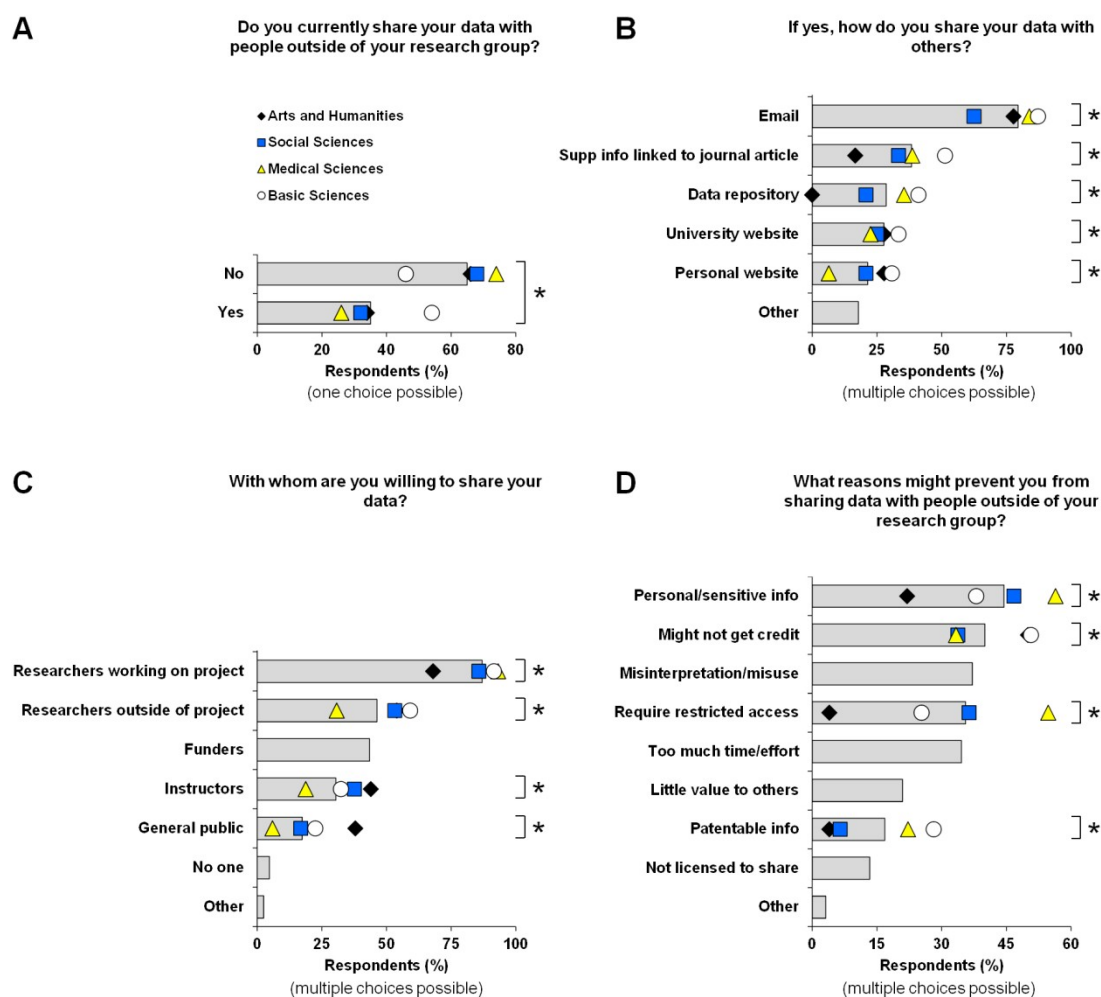 A
Do you currently share your data with
people outside of your research group?
Arts and Humanities
Social Sciences
Medical Sciences
Basic Sciences
No
Yes
*
0 20 40 60 80
Respondents (%)
(one choice possible)
B
If yes, how do you share your data with
others?
Email *
Supp info linked to journal article *
Data repository *
University website *
Personal website *
Other
0 25 50 75 100
Respondents (%)
(multiple choices possible)
C
With whom are you willing to share your
data?
Researchers working on project *
Researchers outside of project *
Funders
Instructors *
General public *
No one
Other
0 25 50 75 100
Respondents (%)
(multiple choices possible)
D
What reasons might prevent you from
sharing data with people outside of your
research group?
Personal/sensitive info *
Might not get credit *
Misinterpretation/misuse
Require restricted access *
Too much time/effort
Little value to others
Patentable info *
Not licensed to share
Other
0 15 30 45 60
Respondents (%)
(multiple choices possible)